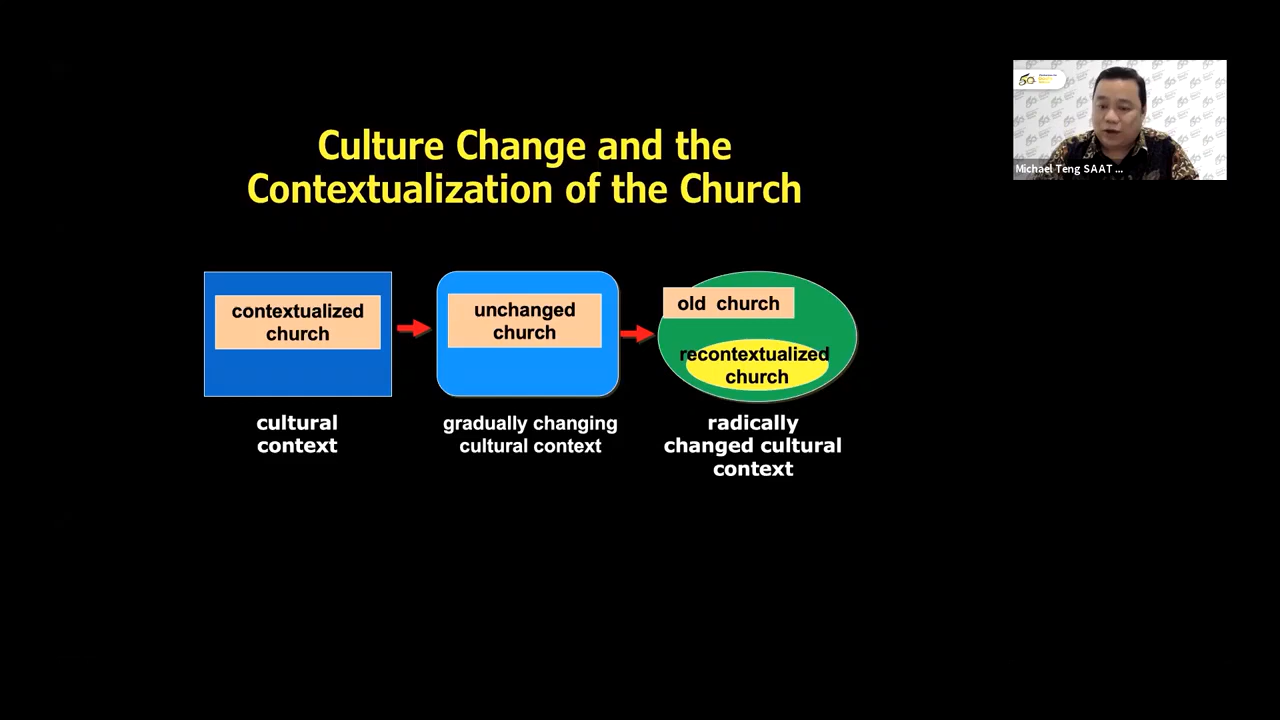 Culture Change and the
Contextualization of the Church
contextualized
church
unchanged
church
old church
recontextualized
church
cultural
context
gradually changing
cultural context
radically
changed cultural
context
50
Michael Teng SAAT ...